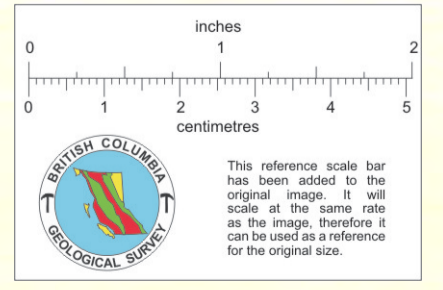 inches
0 1 2
0 1 2 3 4 5
centimetres
BRITISH COLUMBIA
GEOLOGICAL SURVEY
This reference scale bar
has been added to the
original image. It will
scale at the same rate
as the image, therefore it
can be used as a reference
for the original size.